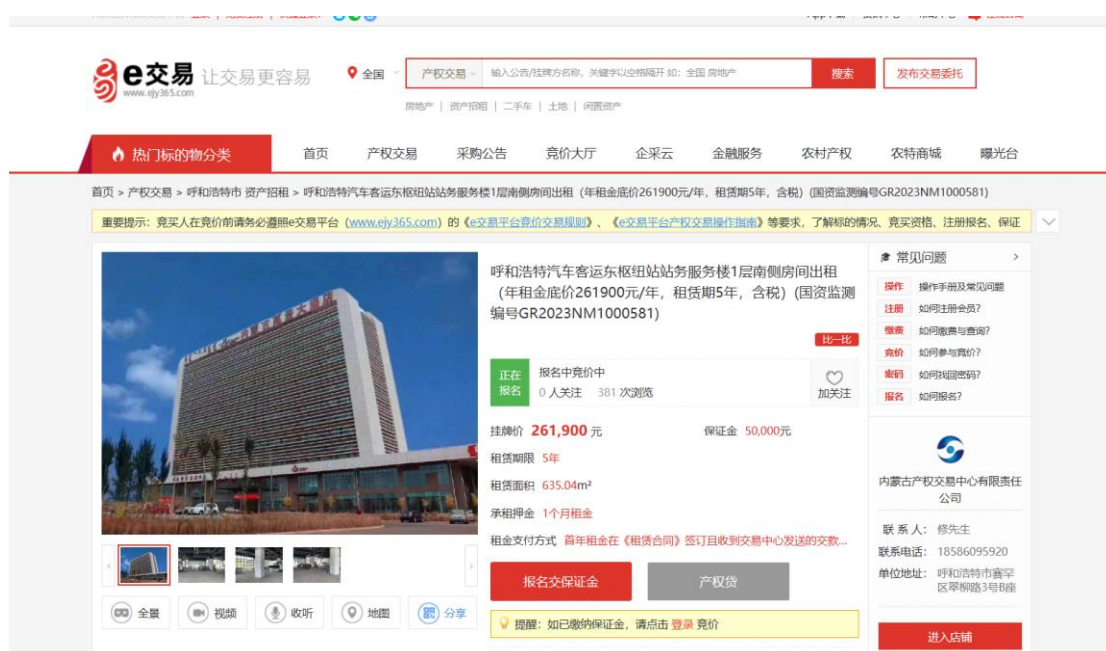 e交易 让交易更容易
www.ejy365.com
全国
产权交易
输入公告/挂牌方名称，关键字以空格隔开 如：全国 房地产
搜索
发布交易委托
房地产 | 资产招租 | 二手车 | 土地 | 闲置资产
热门标的物分类
首页 产权交易 采购公告 竞价大厅 企采云 金融服务 农村产权 农特商城 曝光台
首页 > 产权交易 > 呼和浩特市 资产招租 > 呼和浩特汽车客运东枢纽站站务服务楼1层南侧房间出租（年租金底价261900元/年，租赁期5年，含税）(国资监测编号GR2023NM1000581)
重要提示：竞买人在竞价前请务必遵照e交易平台（www.ejy365.com）的《e交易平台竞价交易规则》、《e交易平台产权交易操作指南》等要求，了解标的情况、竞买资格、注册报名、保证
呼和浩特汽车客运东枢纽站站务服务楼1层南侧房间出租
（年租金底价261900元/年，租赁期5年，含税）(国资监测
编号GR2023NM1000581)
比一比
正在
报名
报名中竞价中
0 人关注 381 次浏览
加关注
挂牌价 261,900 元
保证金 50,000元
租赁期限 5年
租赁面积 635.04m²
承租押金 1个月租金
租金支付方式 首年租金在《租赁合同》签订且收到交易中心发送的交款...
报名交保证金
产权贷
提醒：如已缴纳保证金，请点击 登录 竞价
全景
视频
收听
地图
分享
常见问题 >
操作 操作手册及常见问题
注册 如何注册会员?
缴费 如何缴费与查询?
竞价 如何参与竞价?
密码 如何找回密码?
报名 如何报名?
内蒙古产权交易中心有限责任
公司
联 系 人： 修先生
联系电话： 18586095920
单位地址： 呼和浩特市赛罕
区翠柳路3号B座
进入店铺